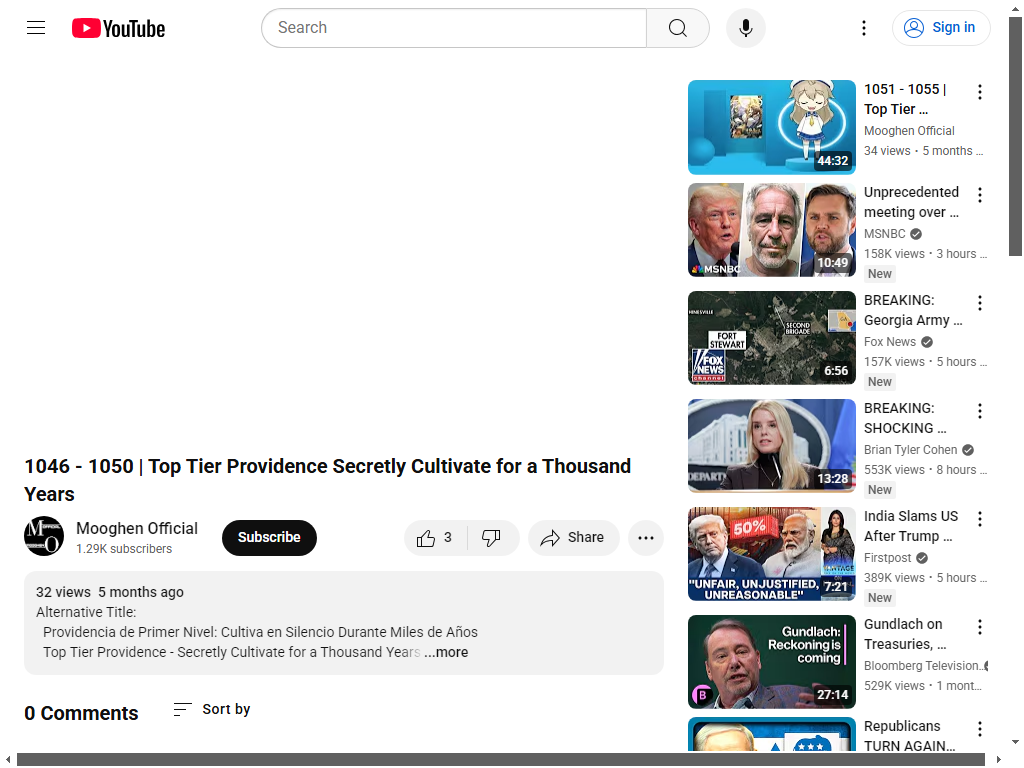 YouTube
Search
Sign in
1046 - 1050 | Top Tier Providence Secretly Cultivate for a Thousand
Years
Mooghen Official
1.29K subscribers
Subscribe
3
Share
32 views 5 months ago
Alternative Title:
Providencia de Primer Nivel: Cultiva en Silencio Durante Miles de Años
Top Tier Providence - Secretly Cultivate for a Thousand Years ...more
0 Comments
Sort by
44:32
1051 - 1055 |
Top Tier ...
Mooghen Official
34 views • 5 months ...
MSNBC
10:49
Unprecedented
meeting over ...
MSNBC
158K views • 3 hours ...
New
HINESVILLE
SECOND
BRIGADE
FORT
STEWART
FOX
NEWS
channel
6:56
BREAKING:
Georgia Army ...
Fox News
157K views • 5 hours ...
New
DEPARTM
13:28
BREAKING:
SHOCKING ...
Brian Tyler Cohen
553K views • 8 hours ...
New
50%
VANTAGE
"UNFAIR, UNJUSTIFIED,
UNREASONABLE"
7:21
India Slams US
After Trump ...
Firstpost
389K views • 5 hours ...
New
Gundlach:
Reckoning is
coming
B
27:14
Gundlach on
Treasuries, ...
Bloomberg Television
529K views • 1 mont...
Republicans
TURN AGAIN...